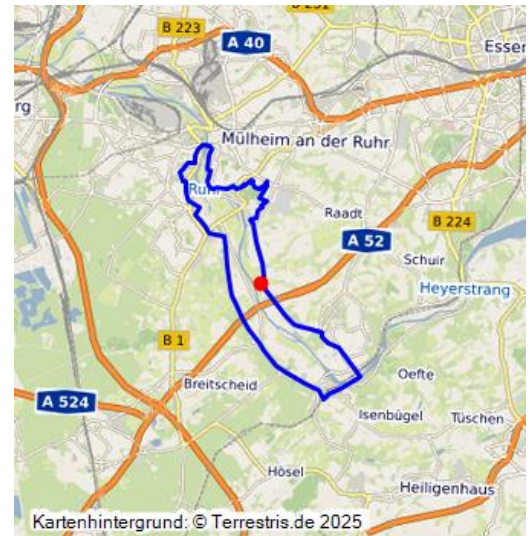 B 223
A 40
Essen
Mülheim an der Ruhr
Ruhr
Raadt
B 224
A 52
Schuir
Heyerstrang
B 1
Oefte
Breitscheid
A 524
Isenbügel
Tüschen
Hösel
Heiligenhaus
Kartenhintergrund: © Terrestris.de 2025